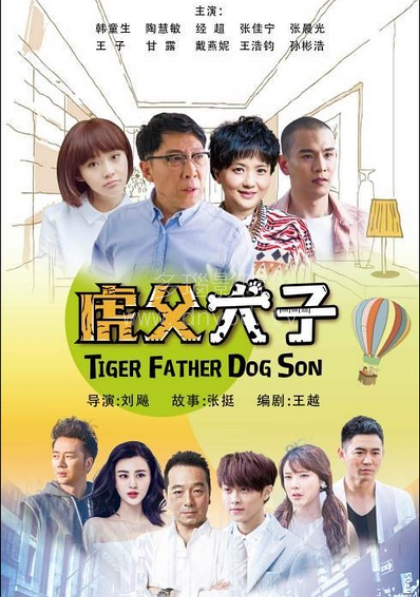 主演：
韩童生 陶慧敏 经超 张佳宁 张晨光
王子 甘露 戴燕妮 王浩钧 孙彬浩
虎父犬子
TIGER FATHER DOG SON
导演:刘飚 故事:张挺 编剧:王越